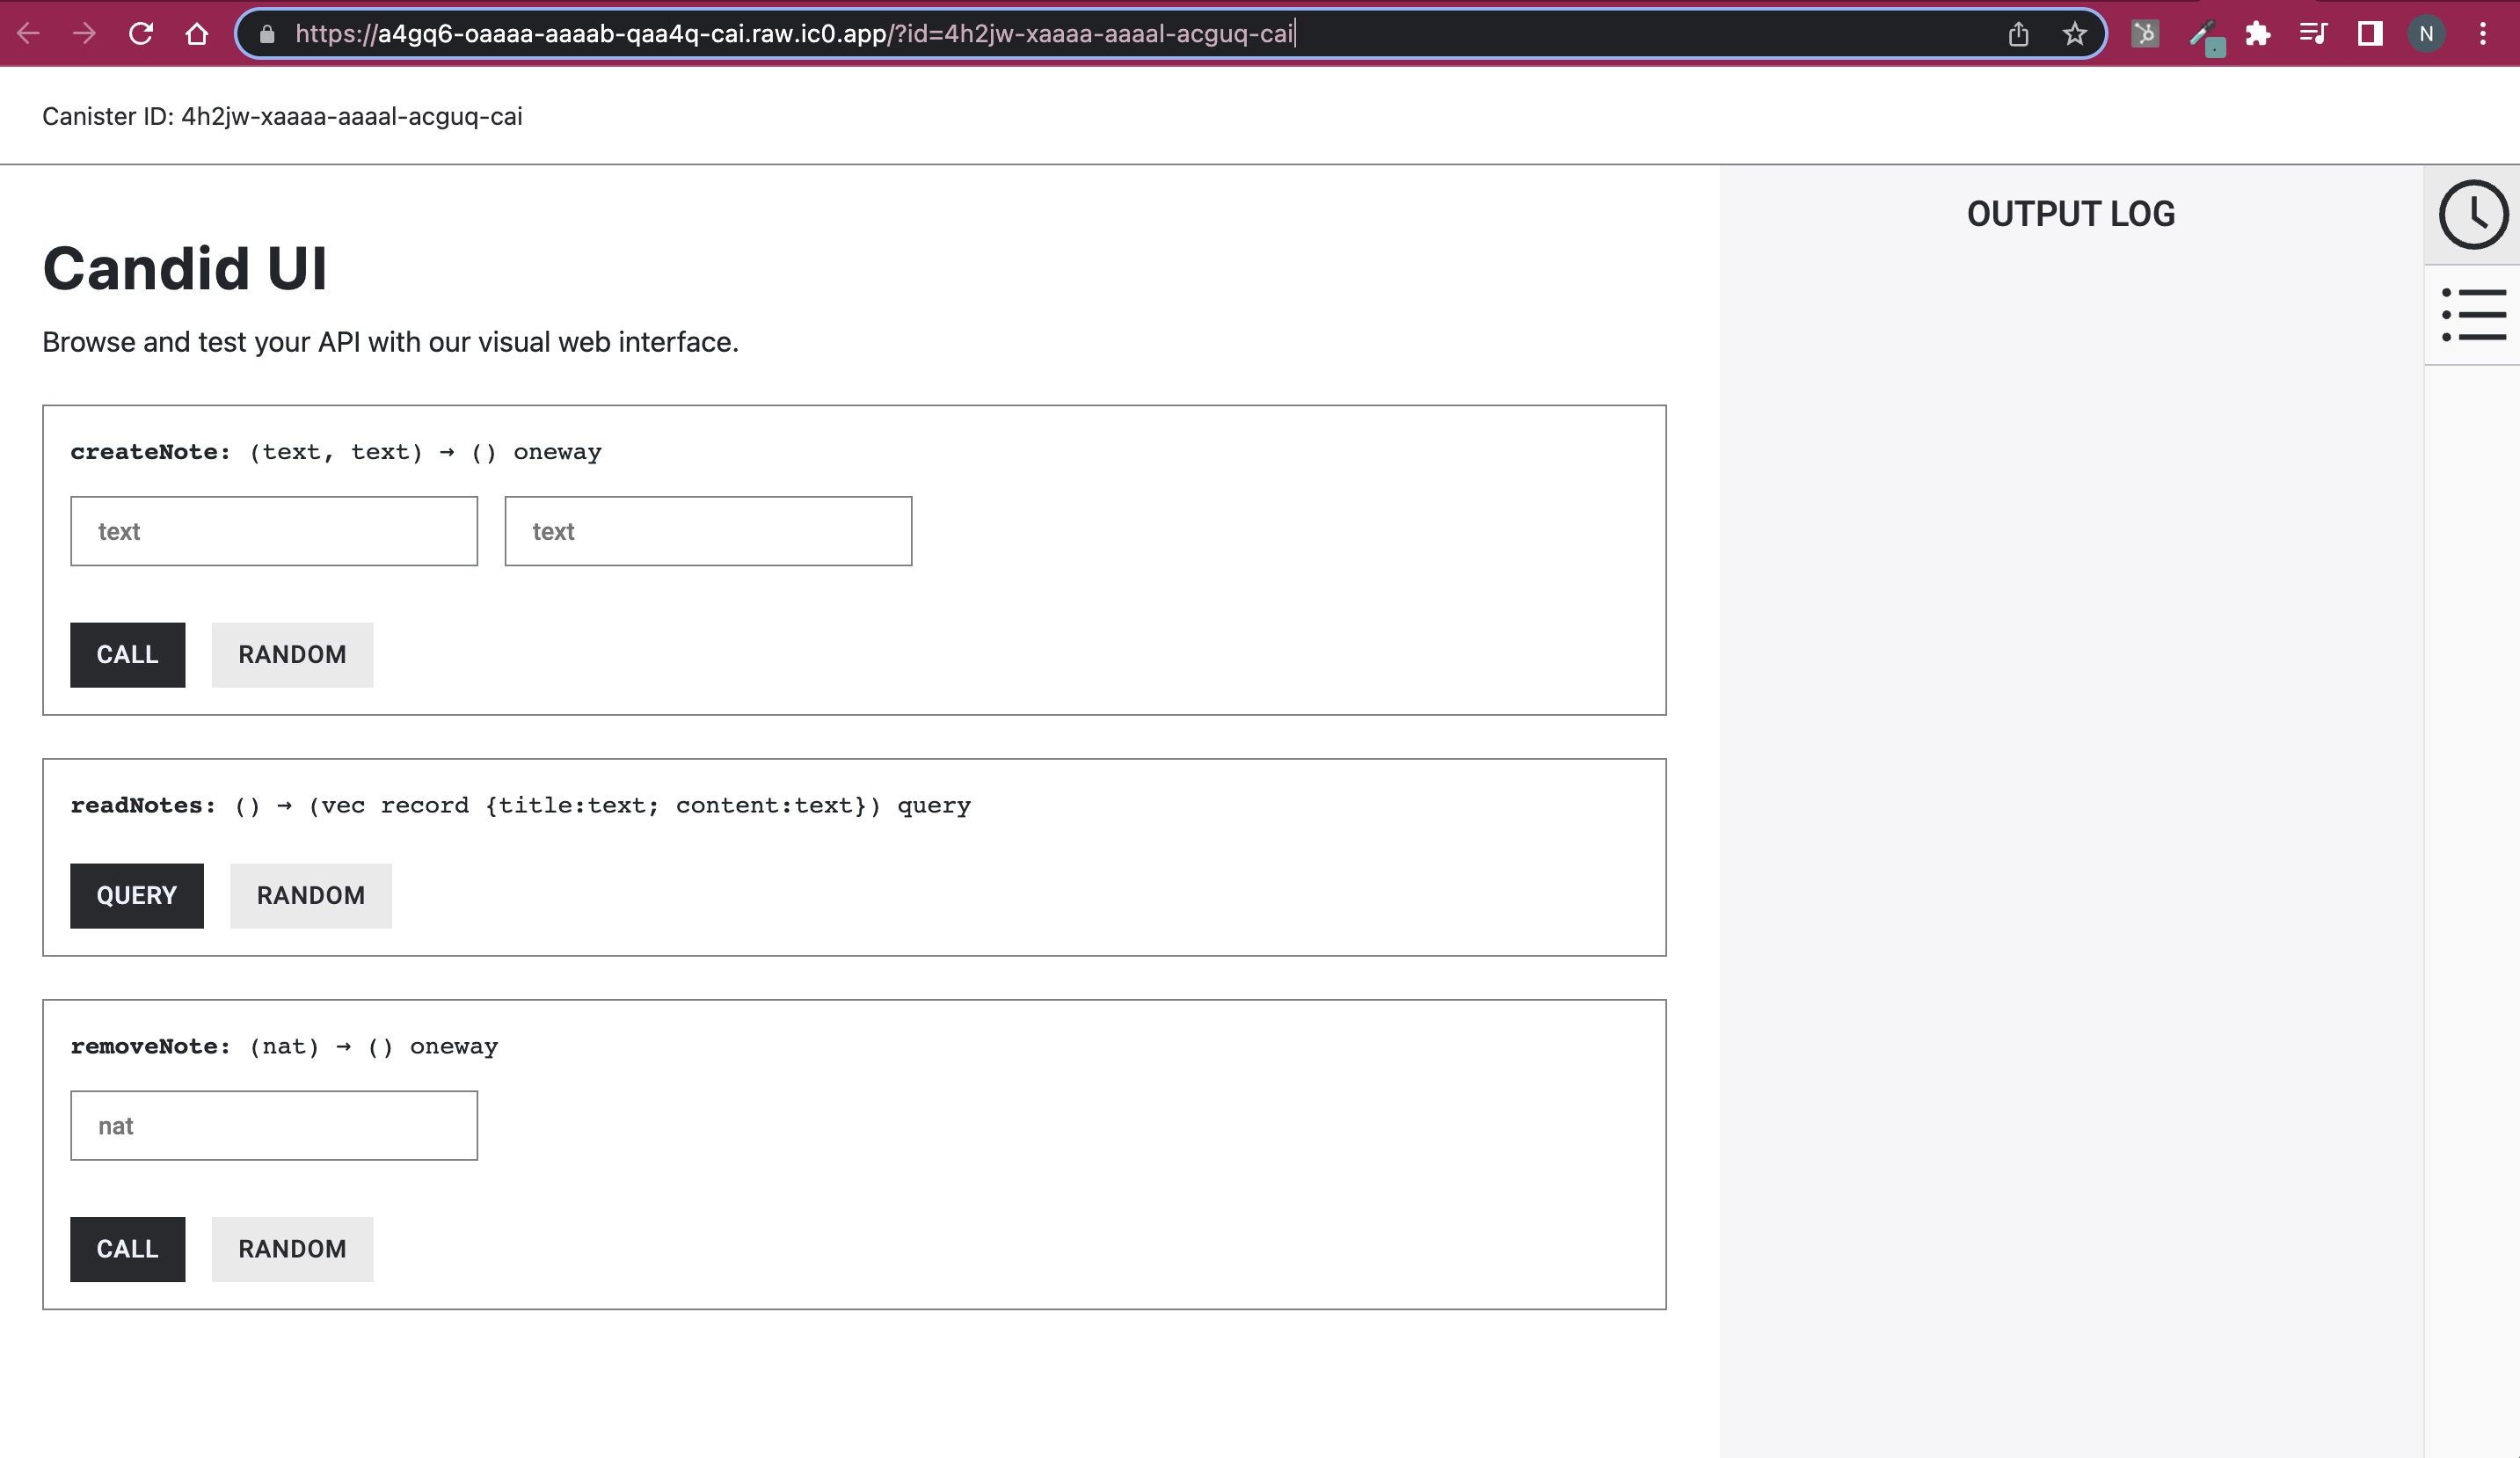 https://a4gq6-oaaaa-aaaab-qaa4q-cai.raw.ic0.app/?id=4h2jw-xaaaa-aaaal-acguq-cai
N
Canister ID: 4h2jw-xaaaa-aaaal-acguq-cai
Candid UI
Browse and test your API with our visual web interface.
createNote: (text, text) → () oneway
text text
CALL RANDOM
readNotes: () → (vec record {title:text; content:text}) query
QUERY RANDOM
removeNote: (nat) → () oneway
nat
CALL RANDOM
OUTPUT LOG